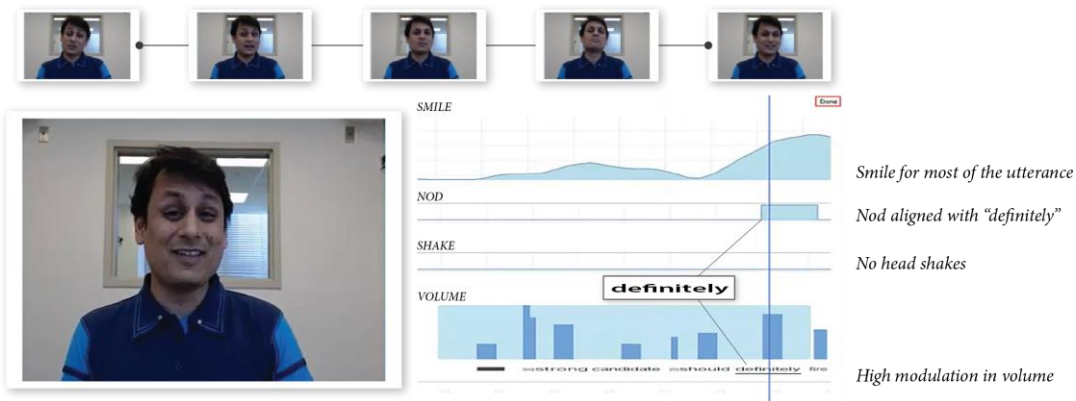 SMILE
Done
Smile for most of the utterance
NOD
Nod aligned with “definitely”
SHAKE
No head shakes
definitely
VOLUME
strong candidate should definitely fire
High modulation in volume